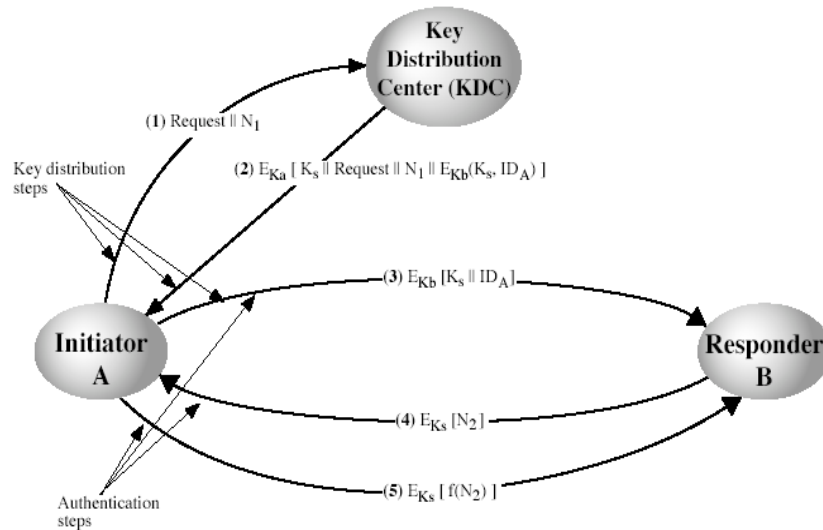 Key
Distribution
Center (KDC)
(1) Request || N1
(2) EKa [ Ks || Request || N1 || EKb(Ks, IDA) ]
Key distribution
steps
(3) EKb [Ks || IDA]
Initiator
A
Responder
B
(4) EKs [N2]
(5) EKs [ f(N2) ]
Authentication
steps